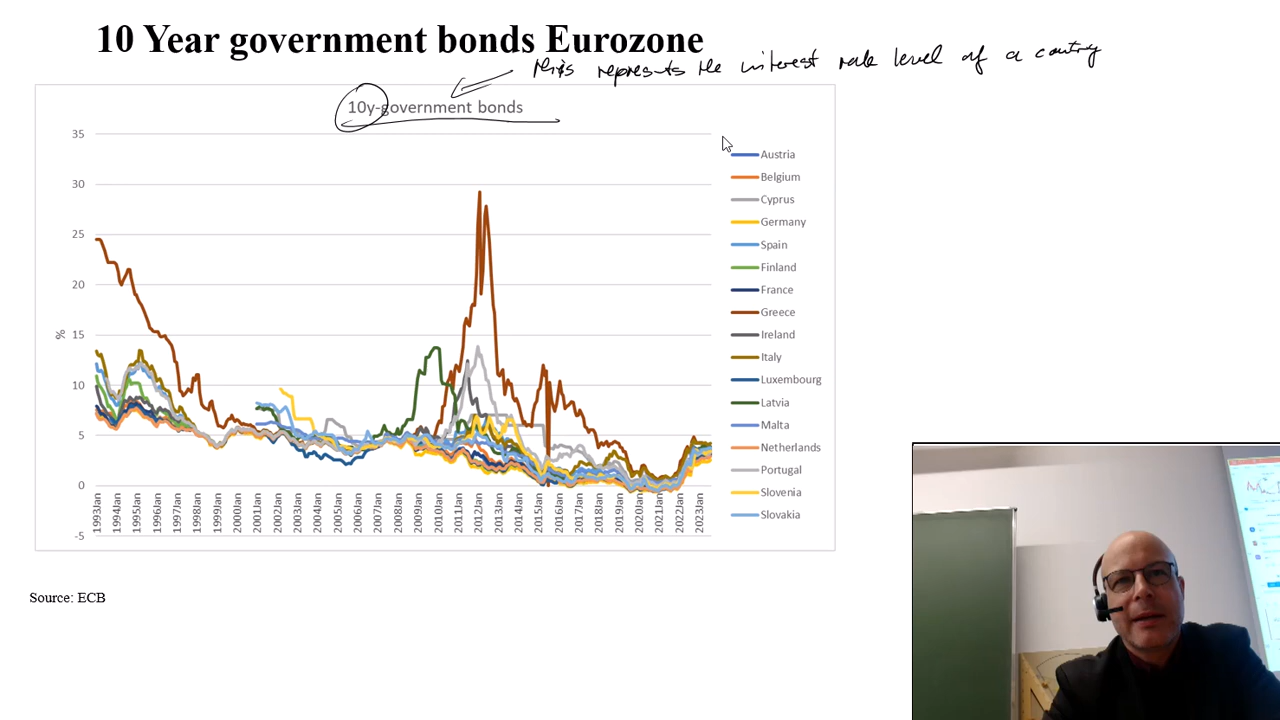 10 Year government bonds Eurozone
this represents the interest rate level of a country
10y-government bonds
35
30
25
20
15
10
5
0
-5
%
1993Jan
1994Jan
1995Jan
1996Jan
1997Jan
1998Jan
1999Jan
2000Jan
2001Jan
2002Jan
2003Jan
2004Jan
2005Jan
2006Jan
2007Jan
2008Jan
2009Jan
2010Jan
2011Jan
2012Jan
2013Jan
2014Jan
2015Jan
2016Jan
2017Jan
2018Jan
2019Jan
2020Jan
2021Jan
2022Jan
2023Jan
Austria
Belgium
Cyprus
Germany
Spain
Finland
France
Greece
Ireland
Italy
Luxembourg
Latvia
Malta
Netherlands
Portugal
Slovenia
Slovakia
Source: ECB